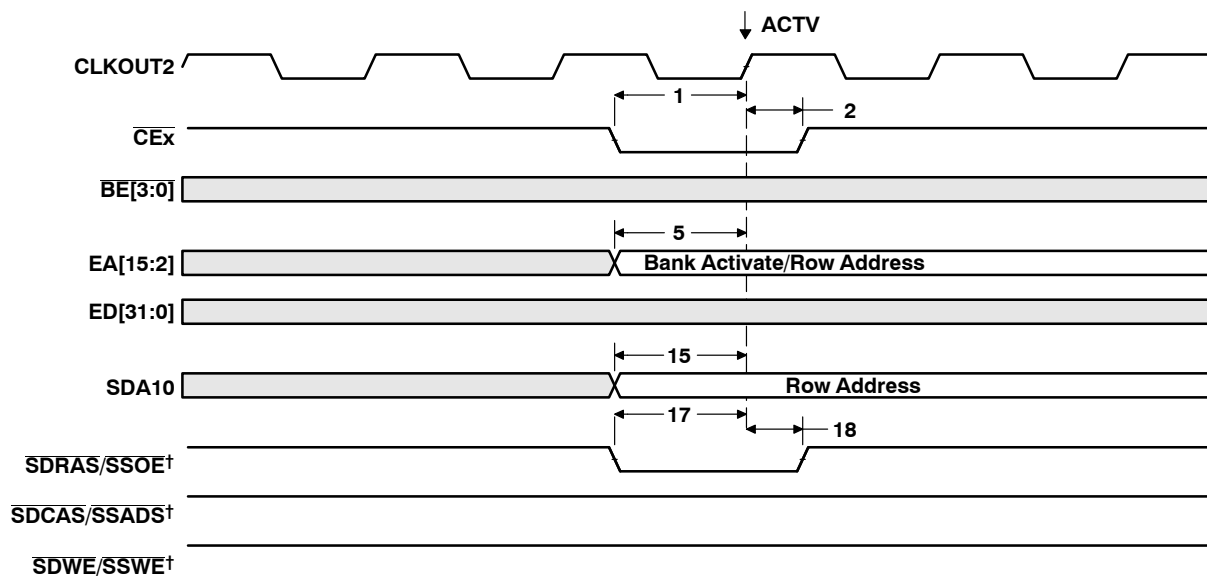 ACTV
CLKOUT2
1
2
CEx
BE[3:0]
5
EA[15:2]
Bank Activate/Row Address
ED[31:0]
15
SDA10
Row Address
17
18
SDRAS/SSOE†
SDCAS/SSADS†
SDWE/SSWE†